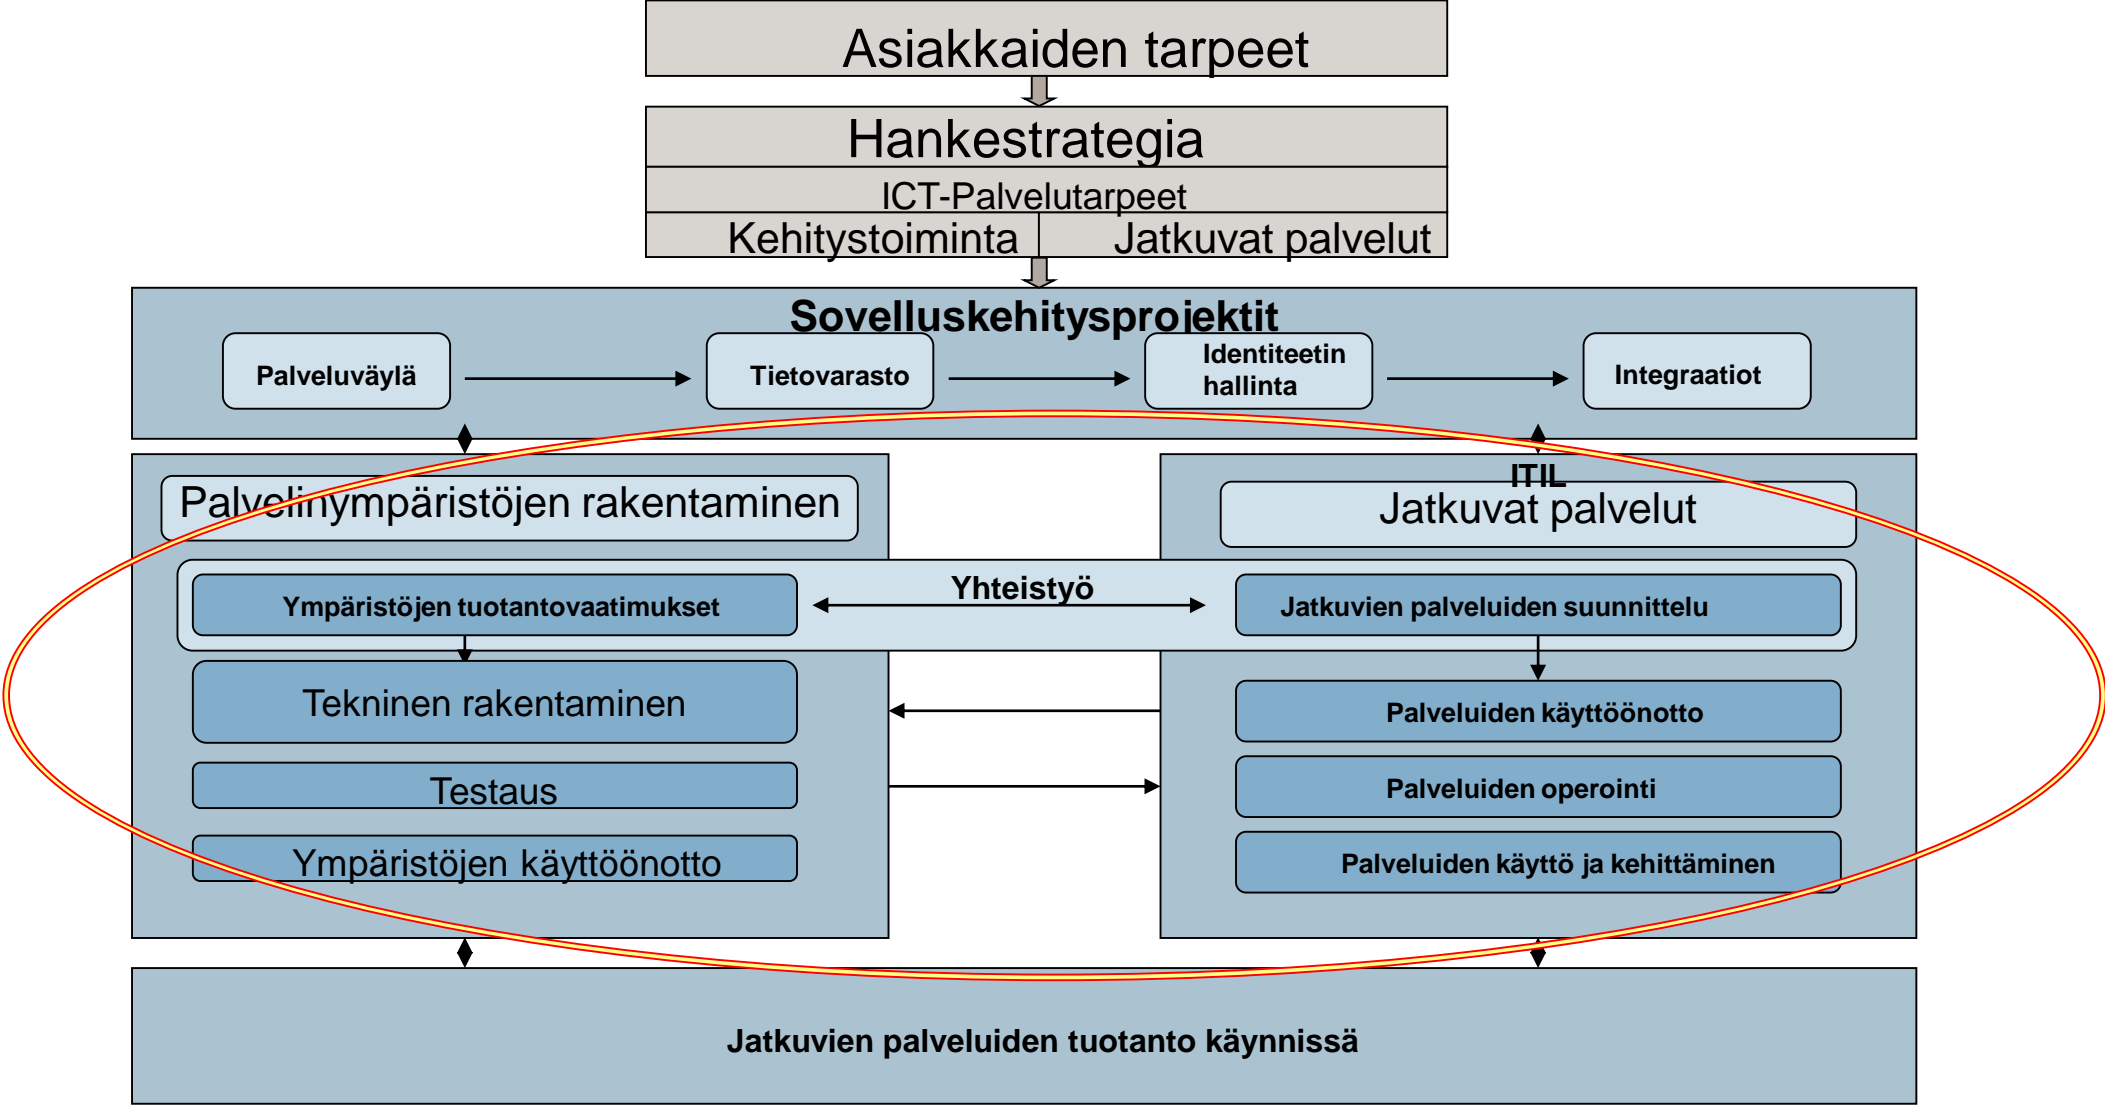 Asiakkaiden tarpeet
Hankestrategia
ICT-Palvelutarpeet
Kehitystoiminta
Jatkuvat palvelut
Sovelluskehitysprojektit
Palveluväylä
Tietovarasto
Identiteetin
hallinta
Integraatiot
Palvelinympäristöjen rakentaminen
ITIL
Jatkuvat palvelut
Ympäristöjen tuotantovaatimukset
Yhteistyö
Jatkuvien palveluiden suunnittelu
Tekninen rakentaminen
Testaus
Ympäristöjen käyttöönotto
Palveluiden käyttöönotto
Palveluiden operointi
Palveluiden käyttö ja kehittäminen
Jatkuvien palveluiden tuotanto käynnissä